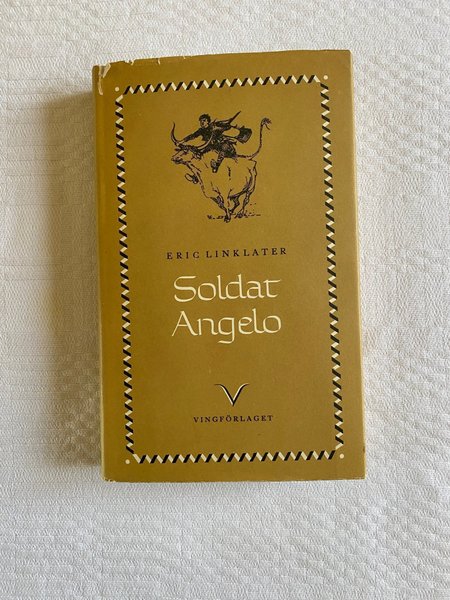 ERIC LINKLATER
Soldat
Angelo
V
VINGFÖRLAGET